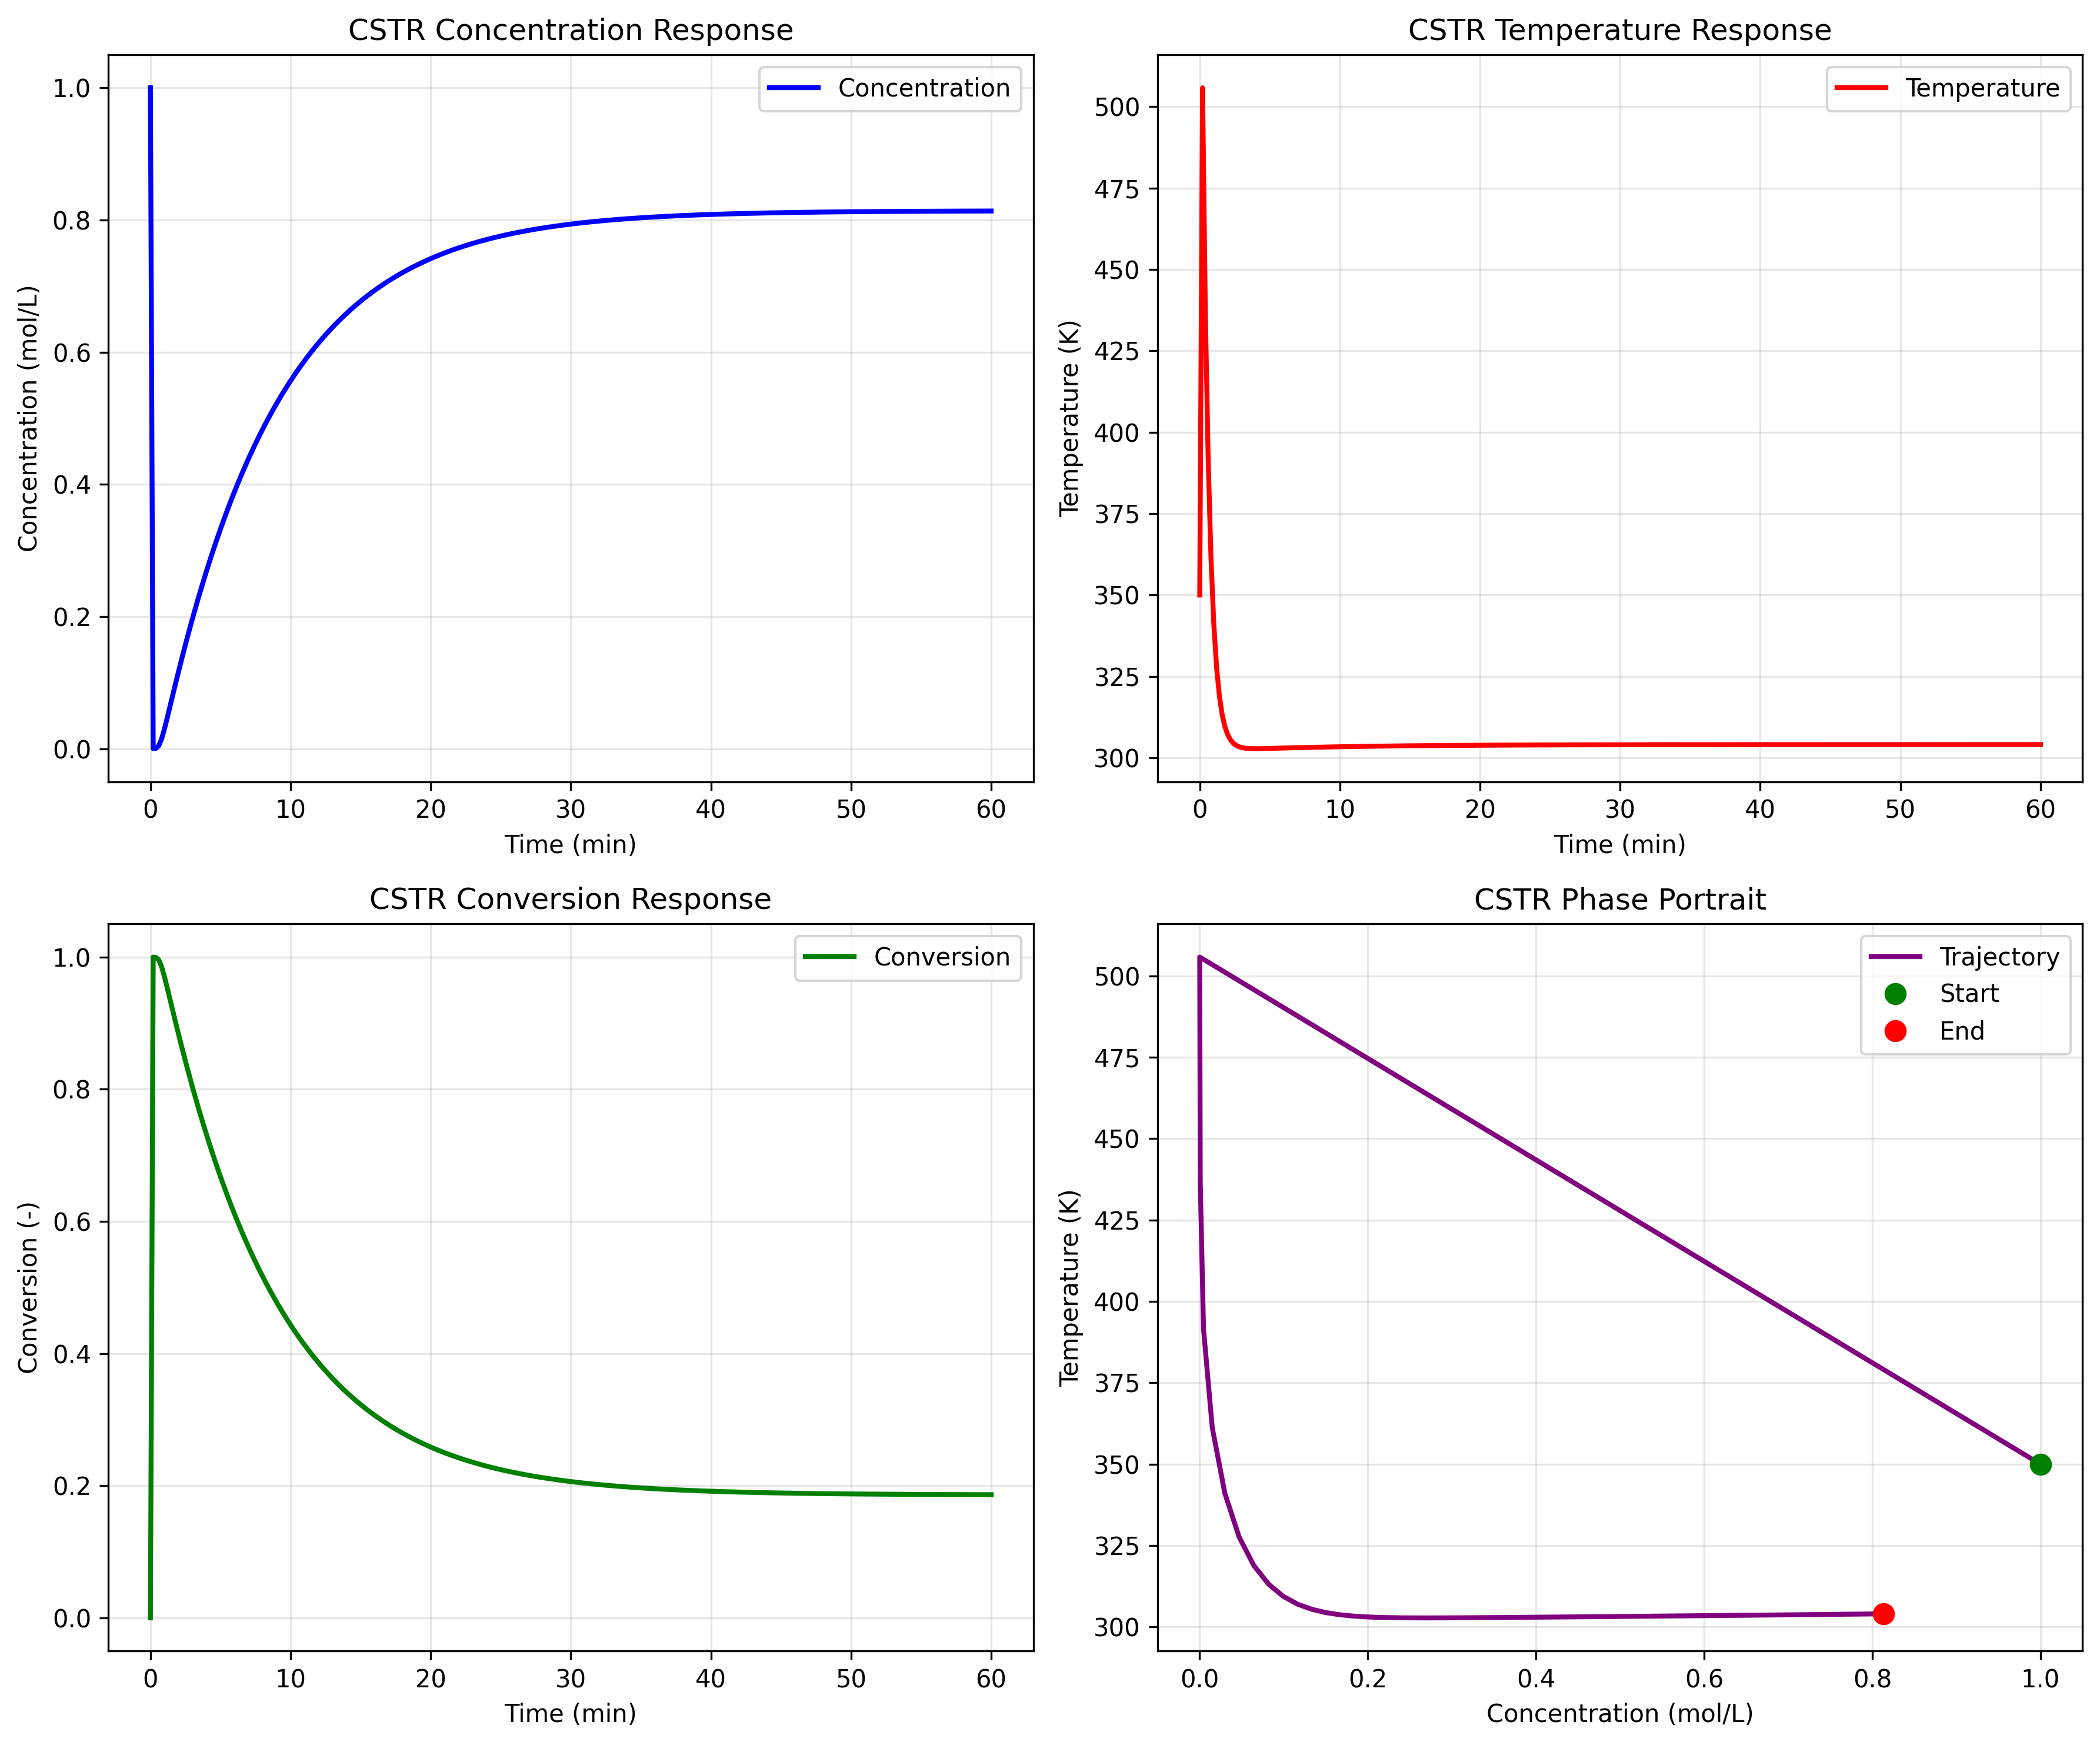 CSTR Concentration Response
Concentration
Concentration (mol/L)
1.0
0.8
0.6
0.4
0.2
0.0
0 10 20 30 40 50 60
Time (min)
CSTR Temperature Response
Temperature
Temperature (K)
500
475
450
425
400
375
350
325
300
0 10 20 30 40 50 60
Time (min)
CSTR Conversion Response
Conversion
Conversion (-)
1.0
0.8
0.6
0.4
0.2
0.0
0 10 20 30 40 50 60
Time (min)
CSTR Phase Portrait
Trajectory
Start
End
Temperature (K)
500
475
450
425
400
375
350
325
300
0.0 0.2 0.4 0.6 0.8 1.0
Concentration (mol/L)